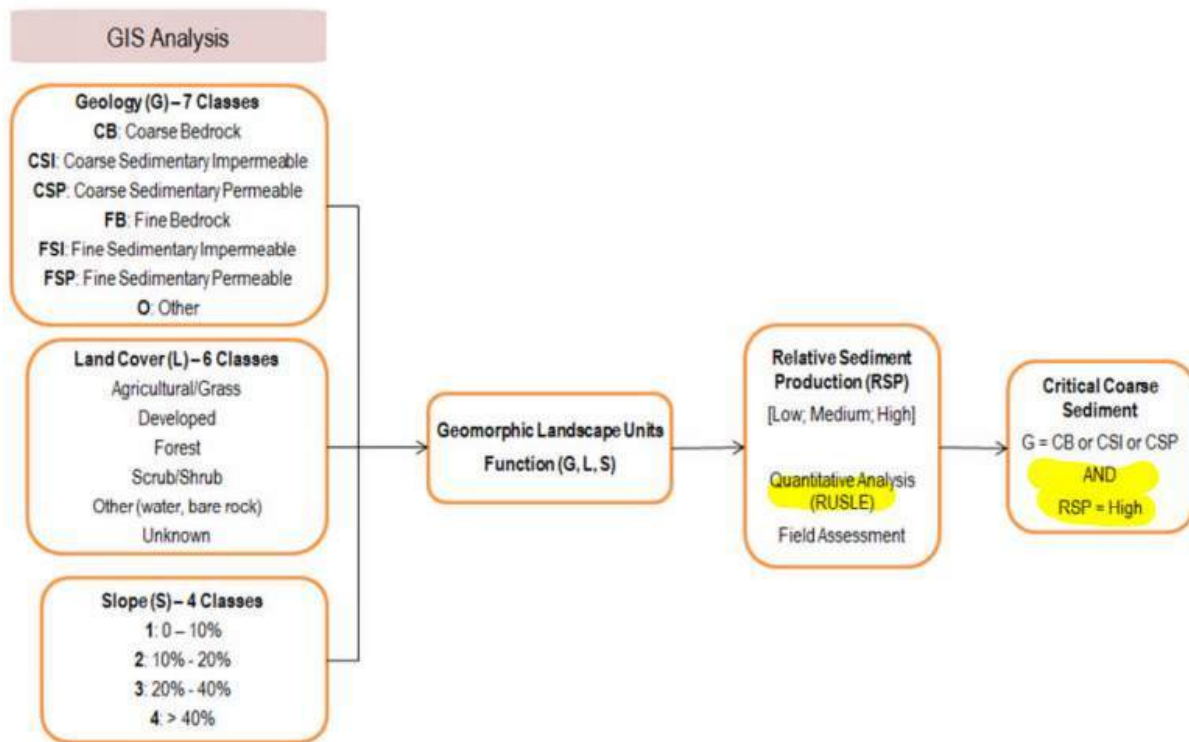 GIS Analysis
Geology (G) – 7 Classes
CB: Coarse Bedrock
CSI: Coarse Sedimentary Impermeable
CSP: Coarse Sedimentary Permeable
FB: Fine Bedrock
FSI: Fine Sedimentary Impermeable
FSP: Fine Sedimentary Permeable
O: Other
Land Cover (L) – 6 Classes
Agricultural/Grass
Developed
Forest
Scrub/Shrub
Other (water, bare rock)
Unknown
Slope (S) – 4 Classes
1: 0 – 10%
2: 10% - 20%
3: 20% - 40%
4: > 40%
Geomorphic Landscape Units
Function (G, L, S)
Relative Sediment
Production (RSP)
[Low; Medium; High]
Quantitative Analysis
(RUSLE)
Field Assessment
Critical Coarse
Sediment
G = CB or CSI or CSP
AND
RSP = High